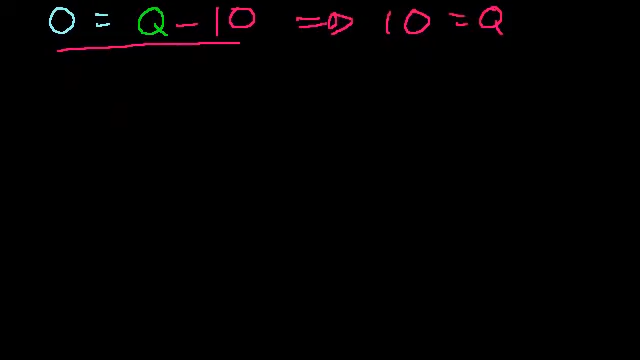 0 = Q - 10 ⇒ 10 = Q